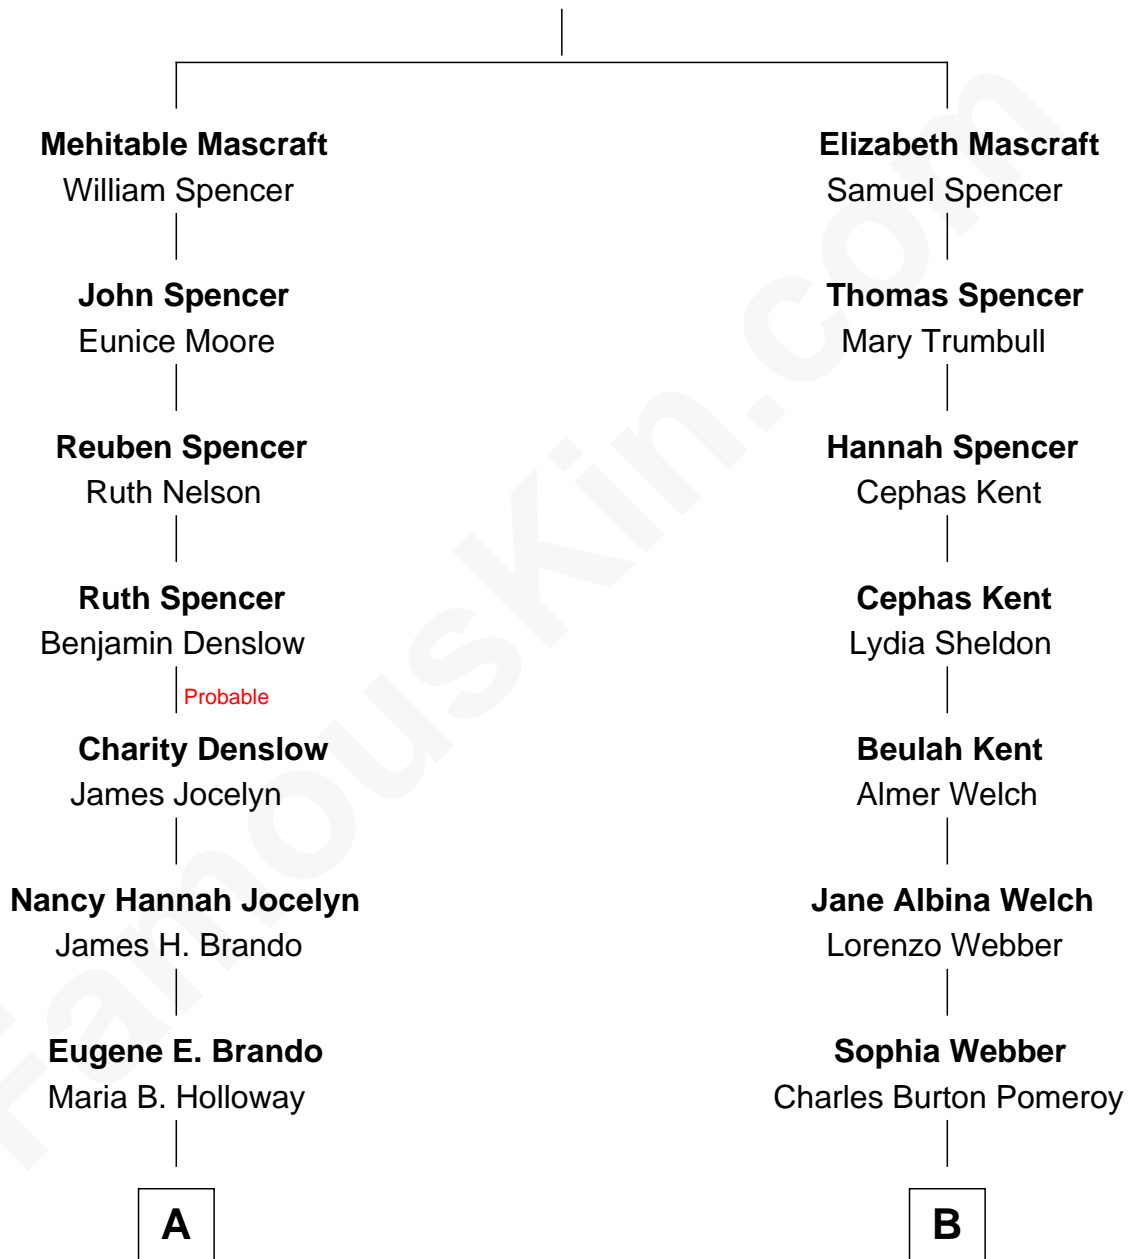 Mehitable Mascraft
William Spencer
John Spencer
Eunice Moore
Reuben Spencer
Ruth Nelson
Ruth Spencer
Benjamin Denslow
Probable
Charity Denslow
James Jocelyn
Nancy Hannah Jocelyn
James H. Brando
Eugene E. Brando
Maria B. Holloway
A
Elizabeth Mascraft
Samuel Spencer
Thomas Spencer
Mary Trumbull
Hannah Spencer
Cephas Kent
Cephas Kent
Lydia Sheldon
Beulah Kent
Almer Welch
Jane Albina Welch
Lorenzo Webber
Sophia Webber
Charles Burton Pomeroy
B
FamousKin.com